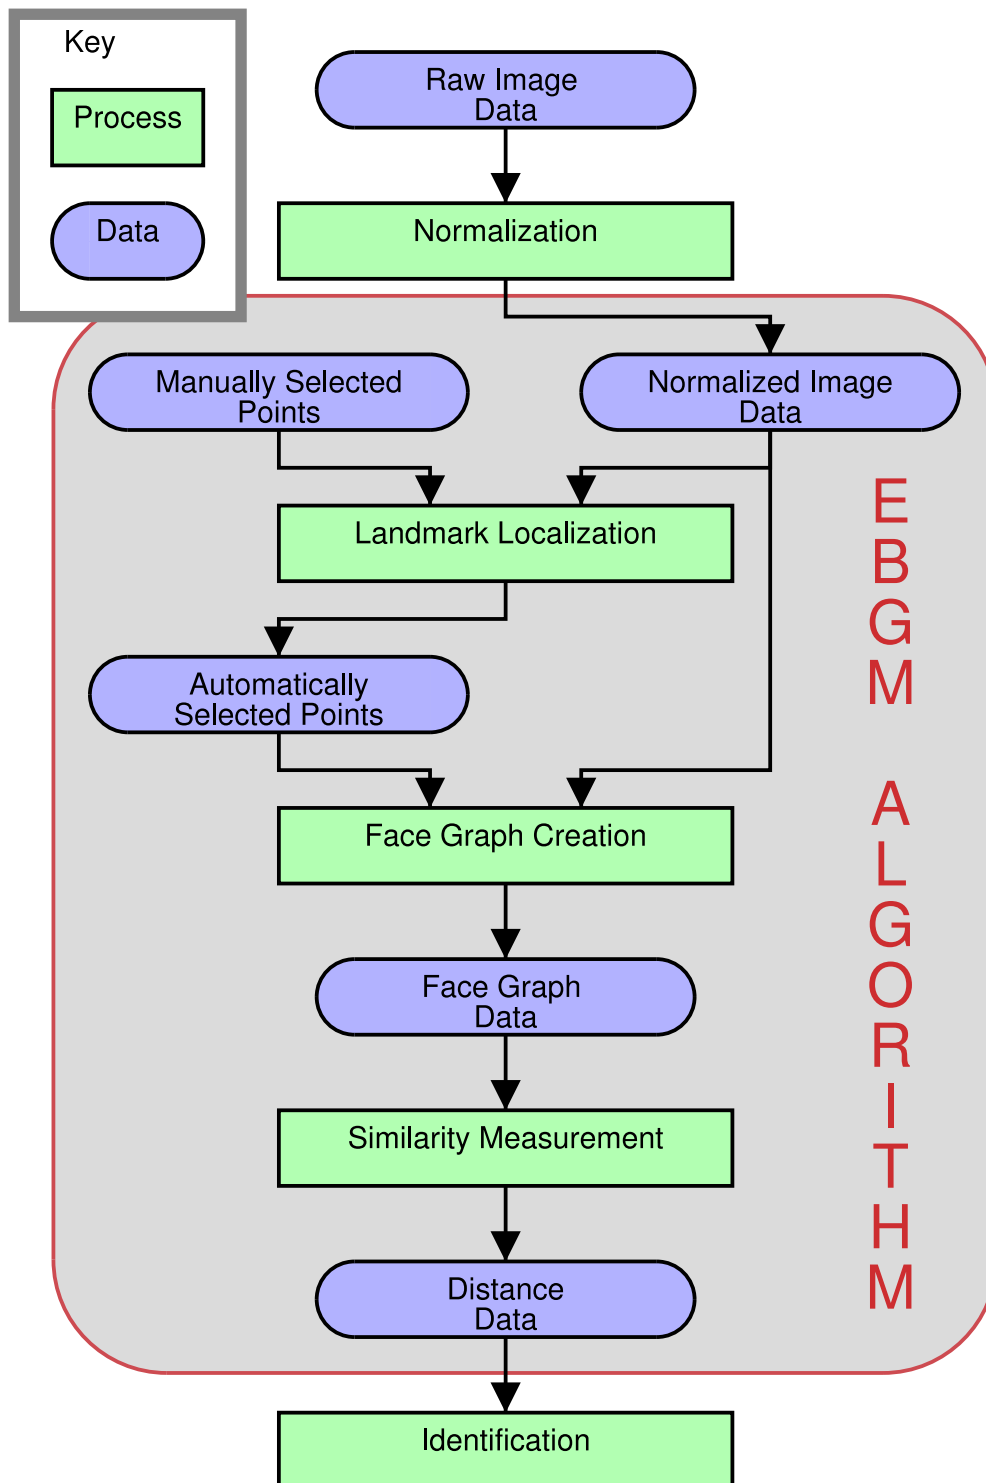 Key
Process
Data
Raw Image
Data
Normalization
Manually Selected
Points
Normalized Image
Data
Landmark Localization
Automatically
Selected Points
Face Graph Creation
Face Graph
Data
Similarity Measurement
Distance
Data
Identification
E
B
G
M
A
L
G
O
R
I
T
H
M